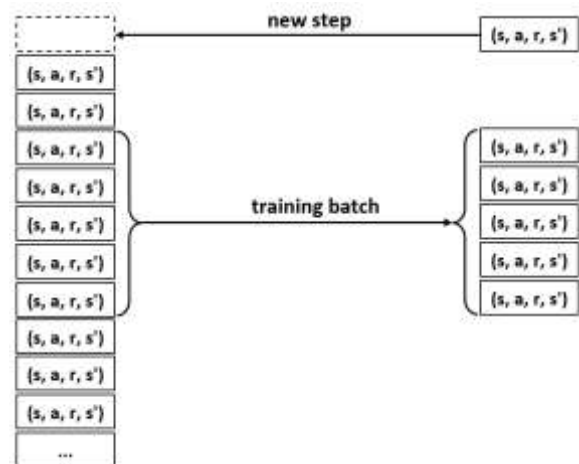 new step
(s, a, r, s')
(s, a, r, s')
(s, a, r, s')
(s, a, r, s')
(s, a, r, s')
(s, a, r, s')
(s, a, r, s')
(s, a, r, s')
(s, a, r, s')
(s, a, r, s')
(s, a, r, s')
...
training batch
(s, a, r, s')
(s, a, r, s')
(s, a, r, s')
(s, a, r, s')
(s, a, r, s')